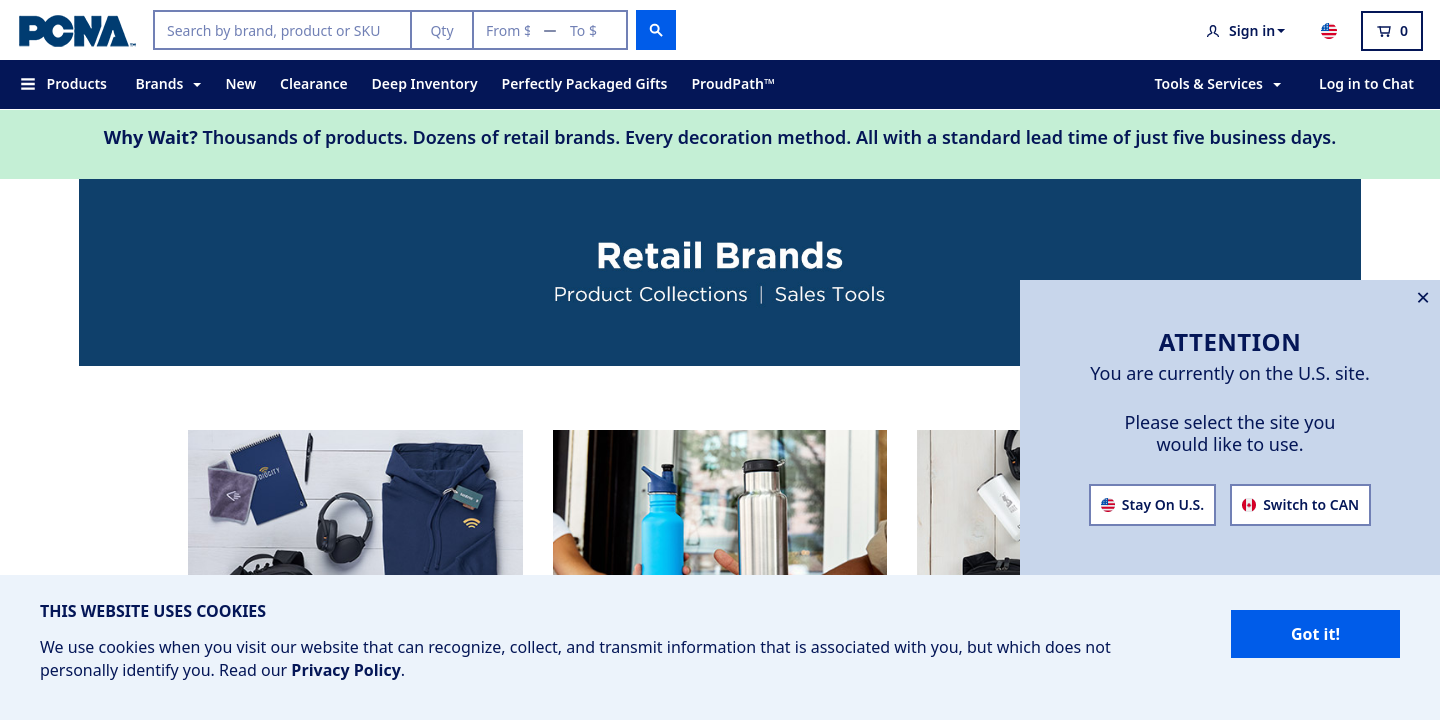 PCNA™
Search by brand, product or SKU
Qty
From $ — To $
Sign in
0
Products
Brands
New
Clearance
Deep Inventory
Perfectly Packaged Gifts
ProudPath™
Tools & Services
Log in to Chat
Why Wait? Thousands of products. Dozens of retail brands. Every decoration method. All with a standard lead time of just five business days.
Retail Brands
Product Collections | Sales Tools
ATTENTION
You are currently on the U.S. site.
Please select the site you
would like to use.
Stay On U.S.
Switch to CAN
THIS WEBSITE USES COOKIES
We use cookies when you visit our website that can recognize, collect, and transmit information that is associated with you, but which does not
personally identify you. Read our Privacy Policy.
Got it!